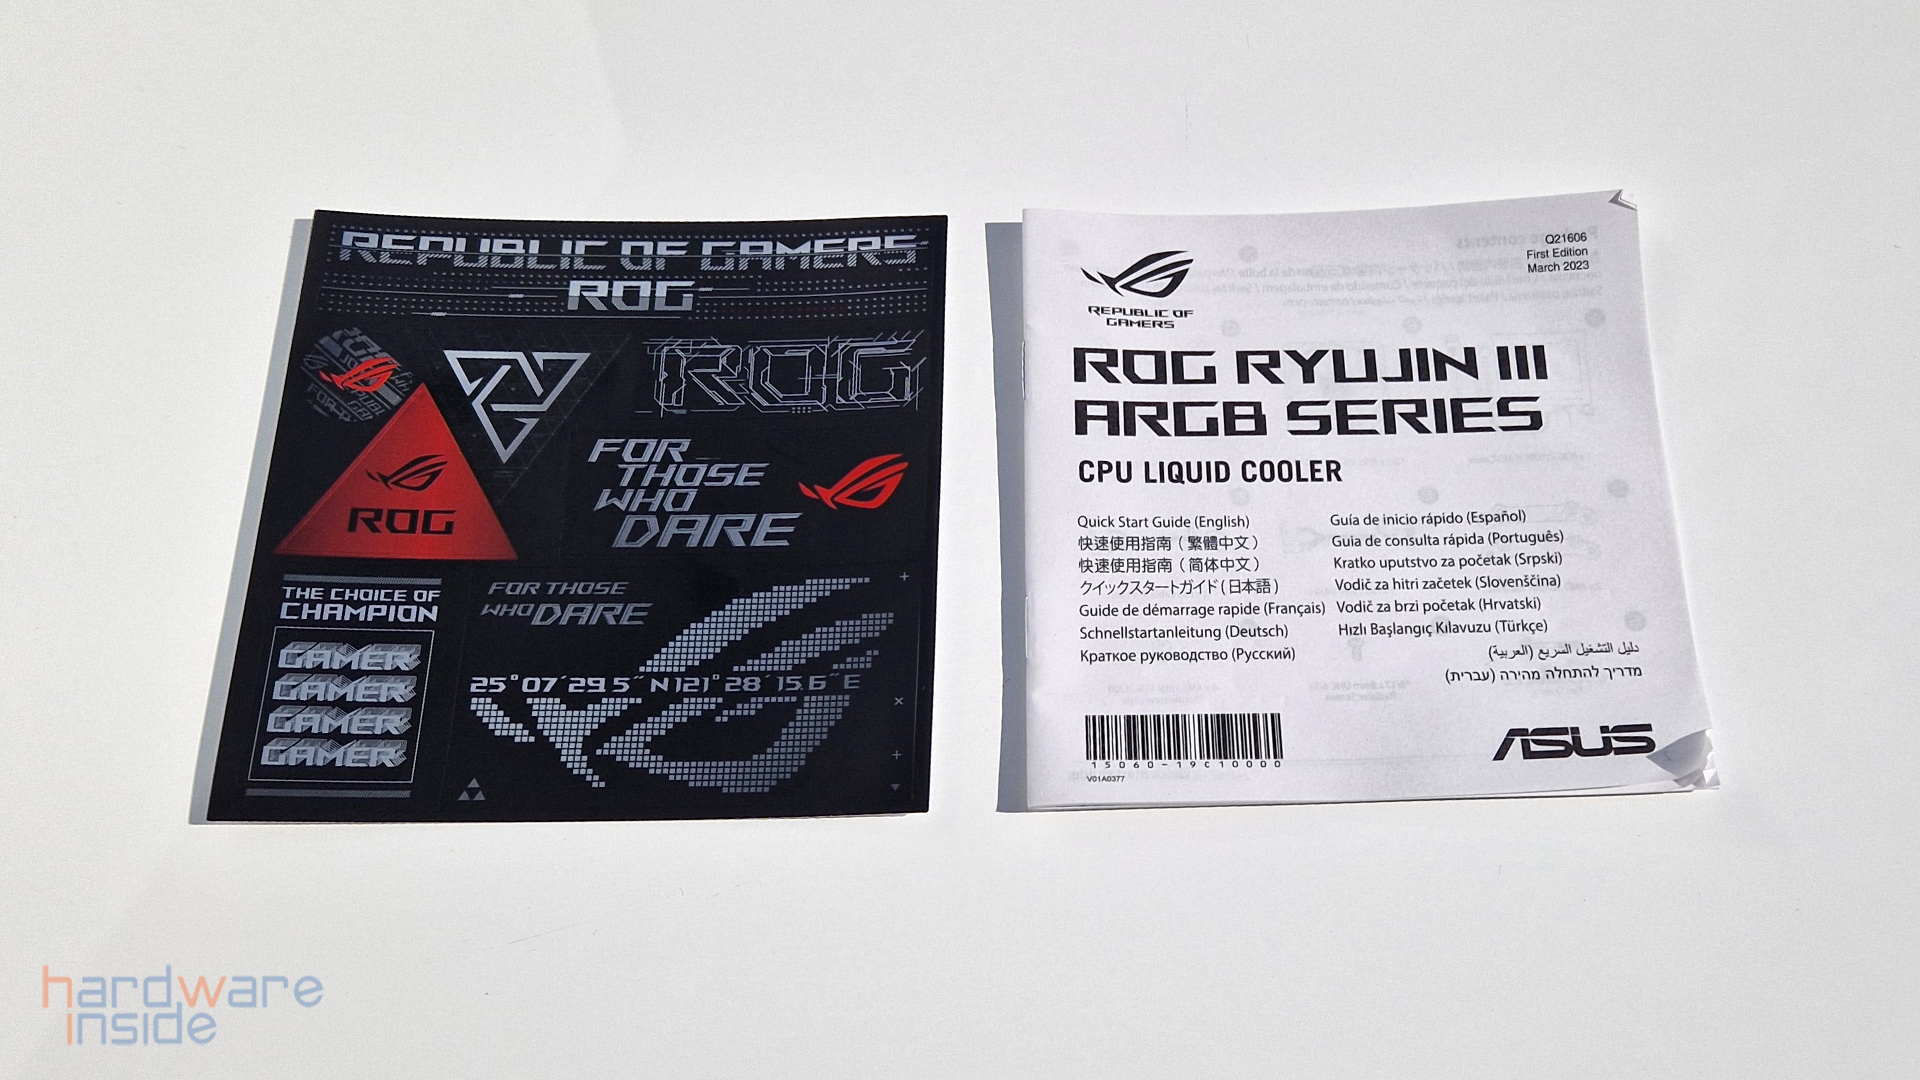 REPUBLIC OF GAMERS
ROG
ROG
FOR THOSE
WHO
DARE
ROG
THE CHOICE OF
CHAMPION
GAMER
GAMER
GAMER
GAMER
FOR THOSE
WHO DARE
25°07'29.5"N 121°28'15.6"E
Q21606
First Edition
March 2023
REPUBLIC OF
GAMERS
ROG RYUJIN III
ARGB SERIES
CPU LIQUID COOLER
Quick Start Guide (English)
快速使用指南（繁體中文）
快速使用指南（简体中文）
クイックスタートガイド(日本語)
Guide de démarrage rapide (Français)
Schnellstartanleitung (Deutsch)
Краткое руководство (Русский)
Guía de inicio rápido (Español)
Guia de consulta rápida (Português)
Kratko uputstvo za početak (Srpski)
Vodič za hitri začetek (Slovenščina)
Vodič za brzi početak (Hrvatski)
Hızlı Başlangıç Kılavuzu (Türkçe)
دليل التشغيل السريع (العربية)
מדריך להתחלה מהירה (עברית)
15060-19C10000
V01A0377
ASUS
hardware
inside